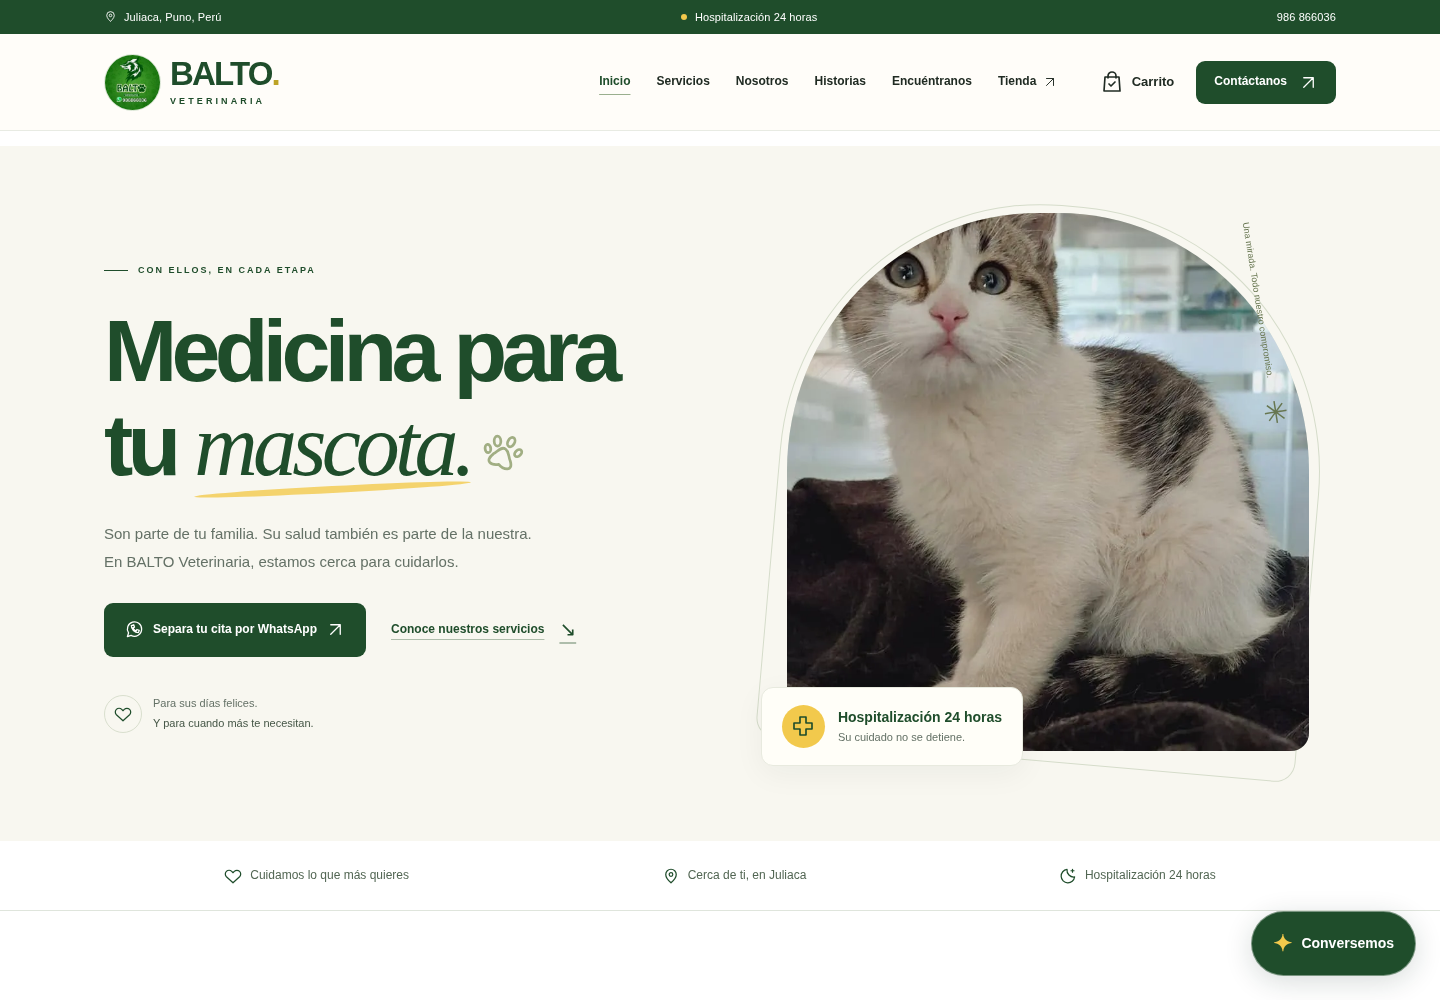 Juliaca, Puno, Perú
Hospitalización 24 horas
986 866036
BALTO
BALTO.
VETERINARIA
Inicio
Servicios
Nosotros
Historias
Encuéntranos
Tienda
Carrito
Contáctanos
CON ELLOS, EN CADA ETAPA
Medicina para
tu mascota.
Son parte de tu familia. Su salud también es parte de la nuestra.
En BALTO Veterinaria, estamos cerca para cuidarlos.
Separa tu cita por WhatsApp
Conoce nuestros servicios
Para sus días felices.
Y para cuando más te necesitan.
Una mirada. Todo nuestro compromiso.
Hospitalización 24 horas
Su cuidado no se detiene.
Cuidamos lo que más quieres
Cerca de ti, en Juliaca
Hospitalización 24 horas
Conversemos